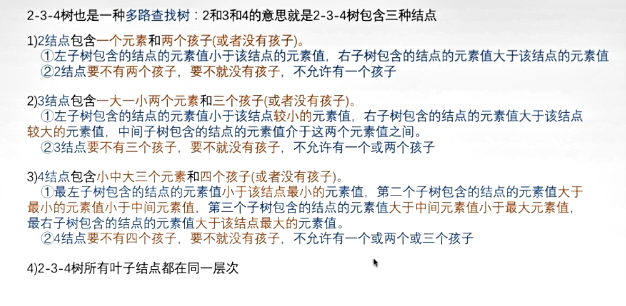 2-3-4树也是一种多路查找树：2和3和4的意思就是2-3-4树包含三种结点
1)2结点包含一个元素和两个孩子(或者没有孩子)。
①左子树包含的结点的元素值小于该结点的元素值，右子树包含的结点的元素值大于该结点的元素值
②2结点要不有两个孩子，要不就没有孩子，不允许有一个孩子
2)3结点包含一大一小两个元素和三个孩子(或者没有孩子)。
①左子树包含的结点的元素值小于该结点较小的元素值，右子树包含的结点的元素值大于该结点
较大的元素值，中间子树包含的结点的元素值介于这两个元素值之间。
②3结点要不有三个孩子，要不就没有孩子，不允许有一个或两个孩子
3)4结点包含小中大三个元素和四个孩子(或者没有孩子)。
①最左子树包含的结点的元素值小于该结点最小的元素值，第二个子树包含的结点的元素值大于
最小的元素值小于中间元素值，第三个子树包含的结点的元素值大于中间元素值小于最大元素值，
最右子树包含的结点的元素值大于该结点最大的元素值。
②4结点要不有四个孩子，要不就没有孩子，不允许有一个或两个或三个孩子
4)2-3-4树所有叶子结点都在同一层次